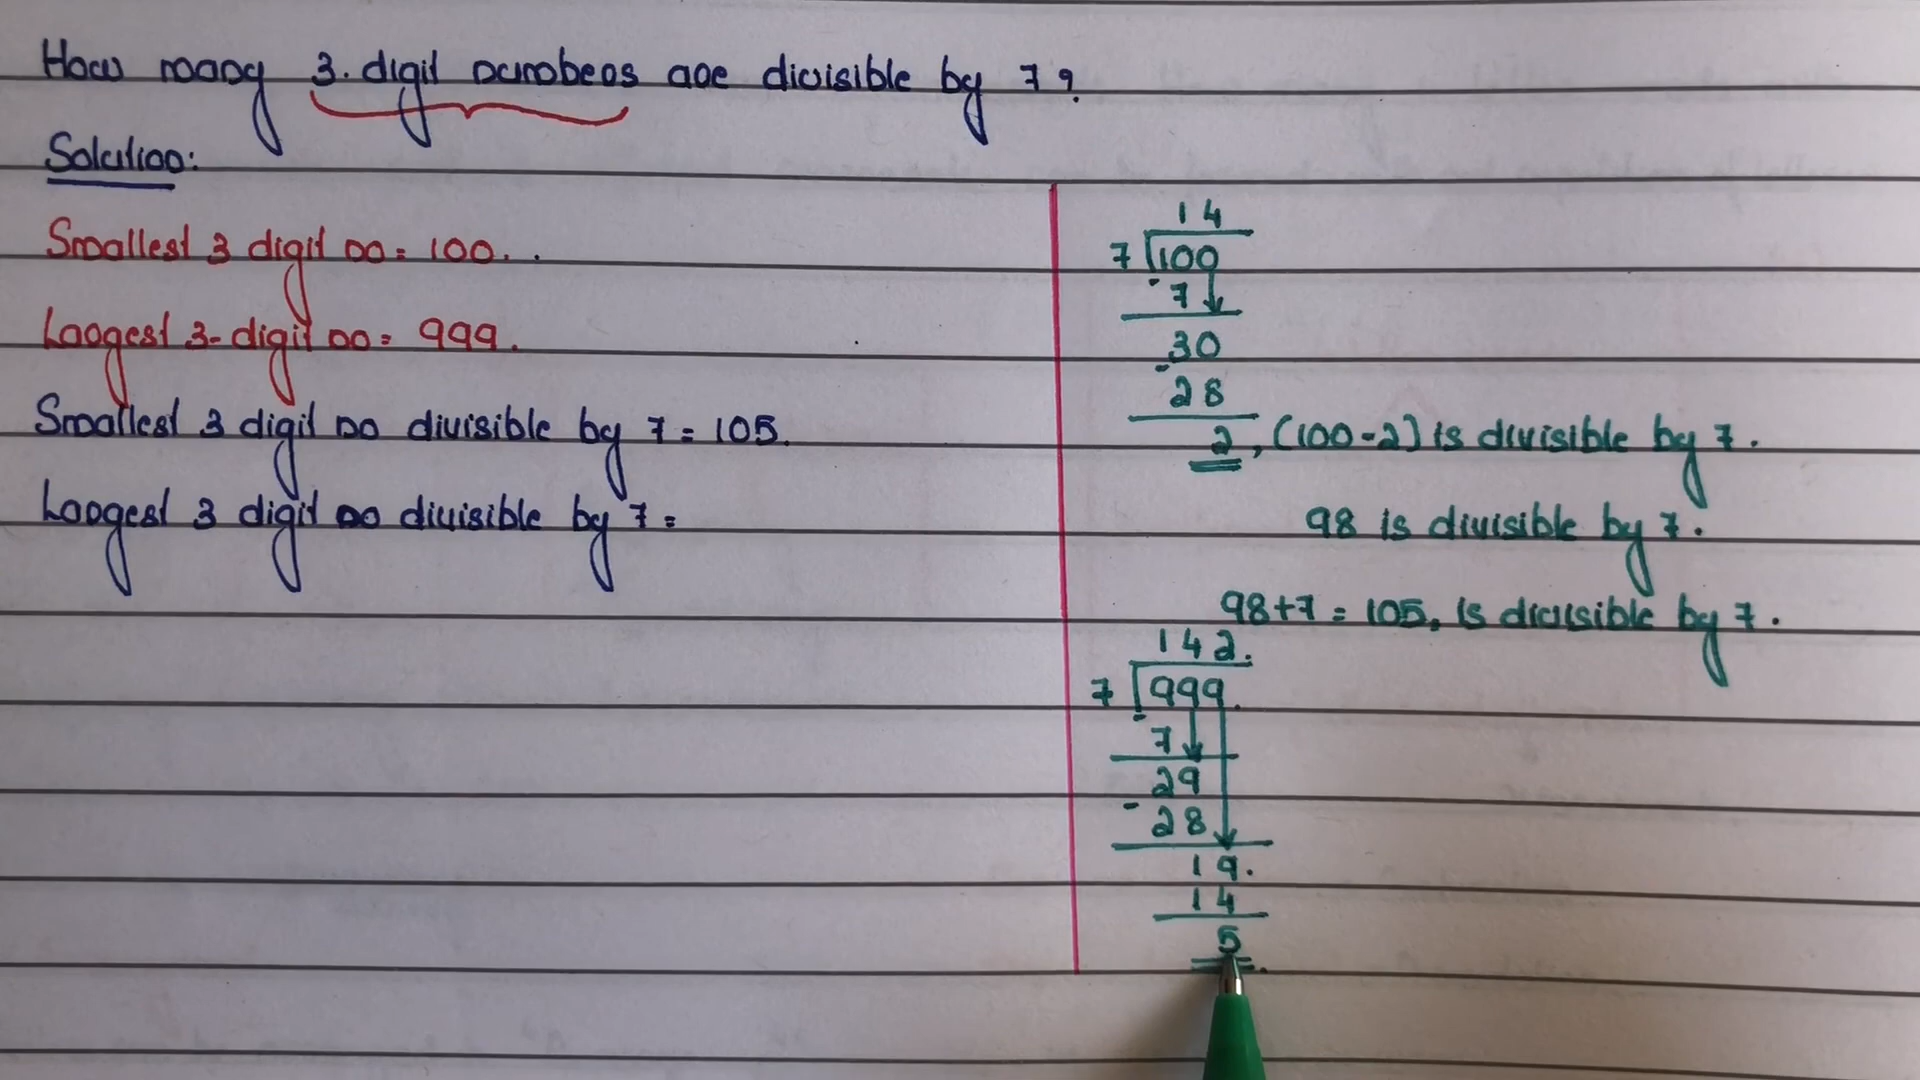 How many 3-digit numbers are divisible by 7?
Solution:
Smallest 3 digit no = 100.
Largest 3-digit no = 999.
Smallest 3 digit no divisible by 7 = 105.
Largest 3 digit no divisible by 7 =
14
7 100
- 7
30
- 28
2, (100-2) is divisible by 7.
98 is divisible by 7.
98+7 = 105, is divisible by 7.
142.
7 999
- 7
29
- 28
19.
14
5